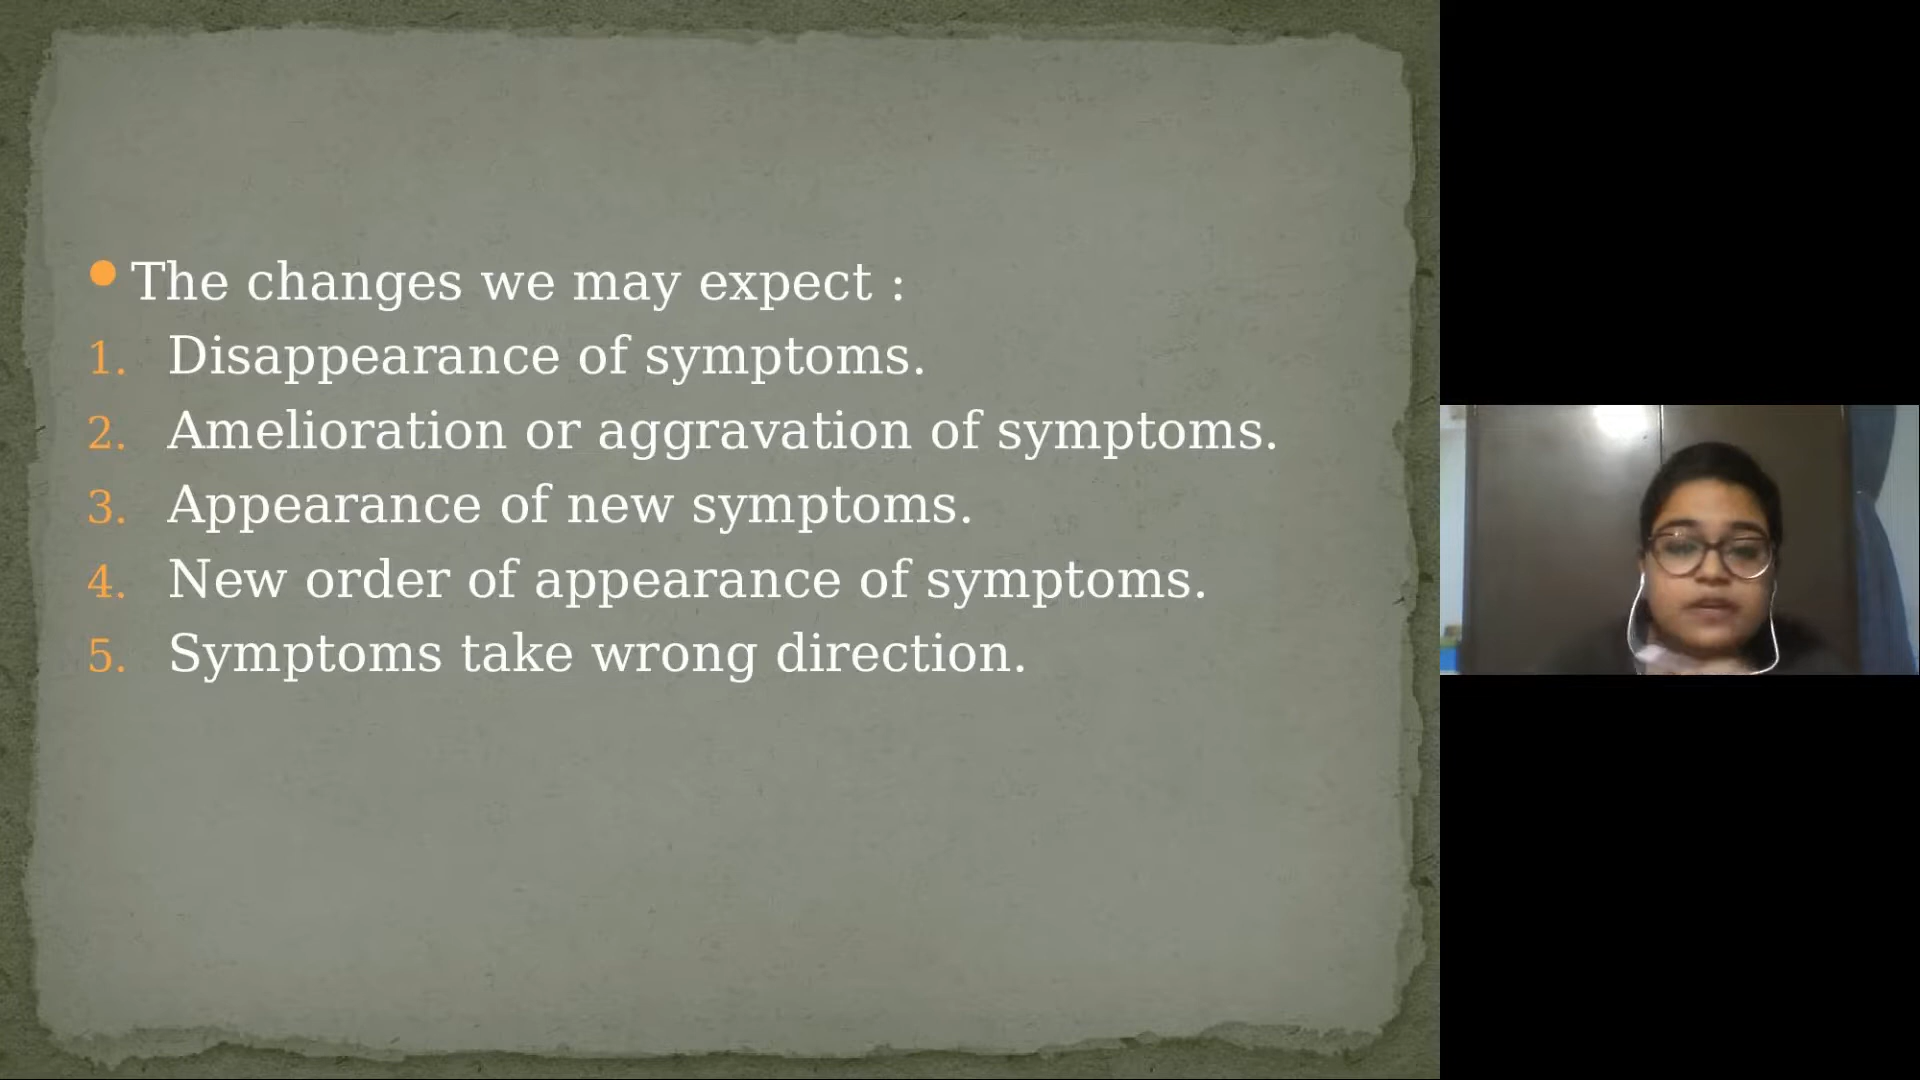 The changes we may expect :
1. Disappearance of symptoms.
2. Amelioration or aggravation of symptoms.
3. Appearance of new symptoms.
4. New order of appearance of symptoms.
5. Symptoms take wrong direction.